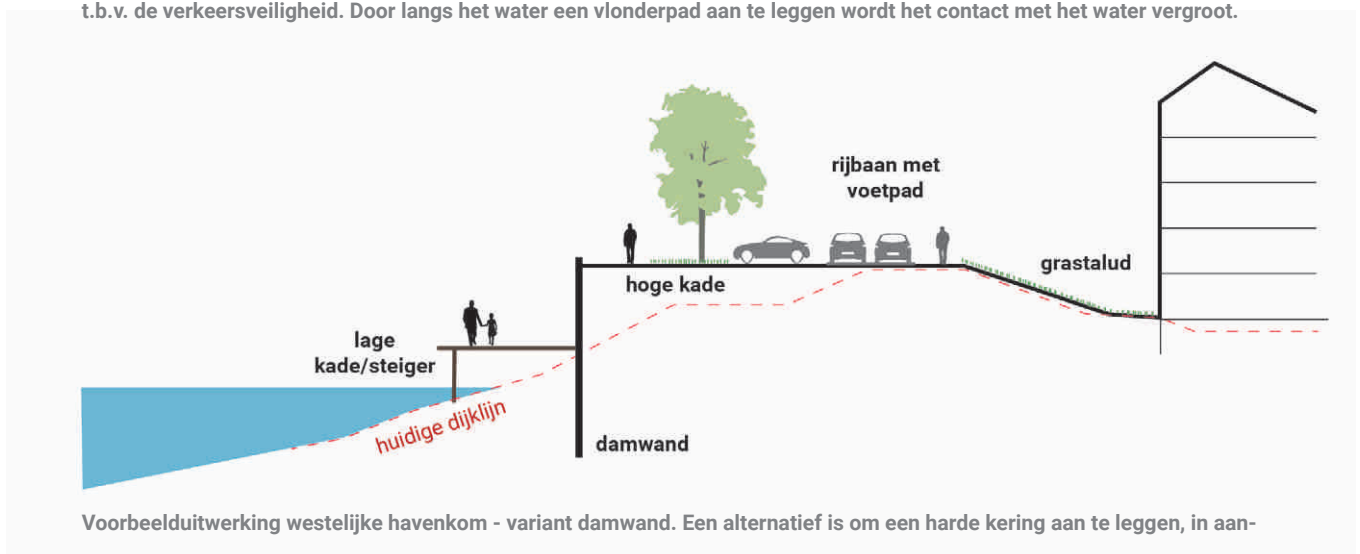 t.b.v. de verkeersveiligheid. Door langs het water een vlonderpad aan te leggen wordt het contact met het water vergroot.
rijbaan met
voetpad
grastalud
hoge kade
lage
kade/steiger
huidige dijklijn
damwand
Voorbeelduitwerking westelijke havenkom - variant damwand. Een alternatief is om een harde kering aan te leggen, in aan-